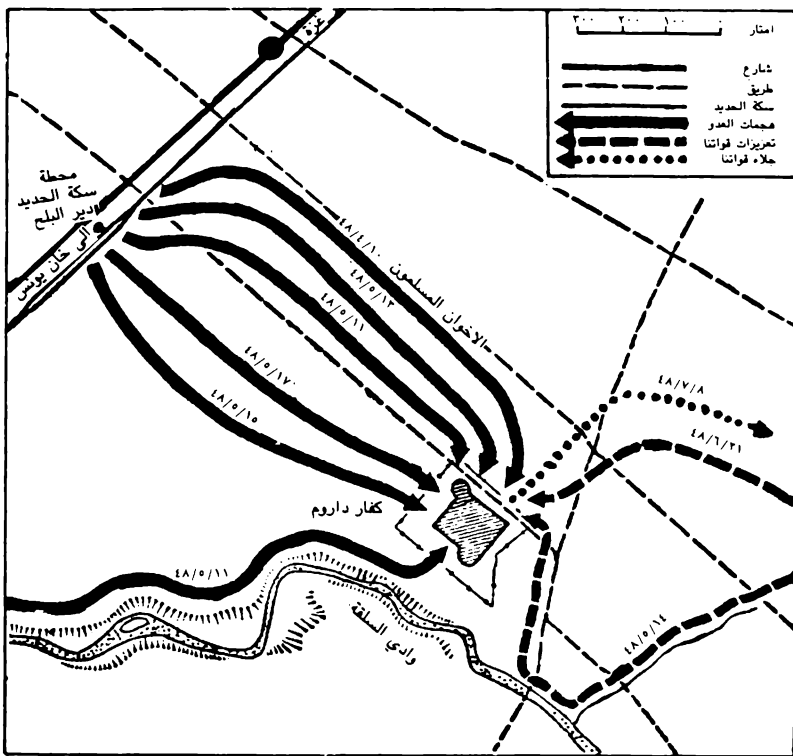 غزة
٣٠٠ ٢٠٠ ١٠٠ امتار
شارع
طريق
سكة الحديد
هجمات العدو
تعزيزات قواتنا
جلاء قواتنا
محطة
سكة الحديد
دير البلح
الى خان يونس
٤٨/٤/١٠ الاخوان المسلمون
٤٨/٥/١٣
٤٨/٥/١١
٤٨/٥/١٧
٤٨/٥/١٥
٤٨/٧/٨
٤٨/٦/٢١
كفار داروم
٤٨/٥/١١
وادي السلقة
٤٨/٥/١٤